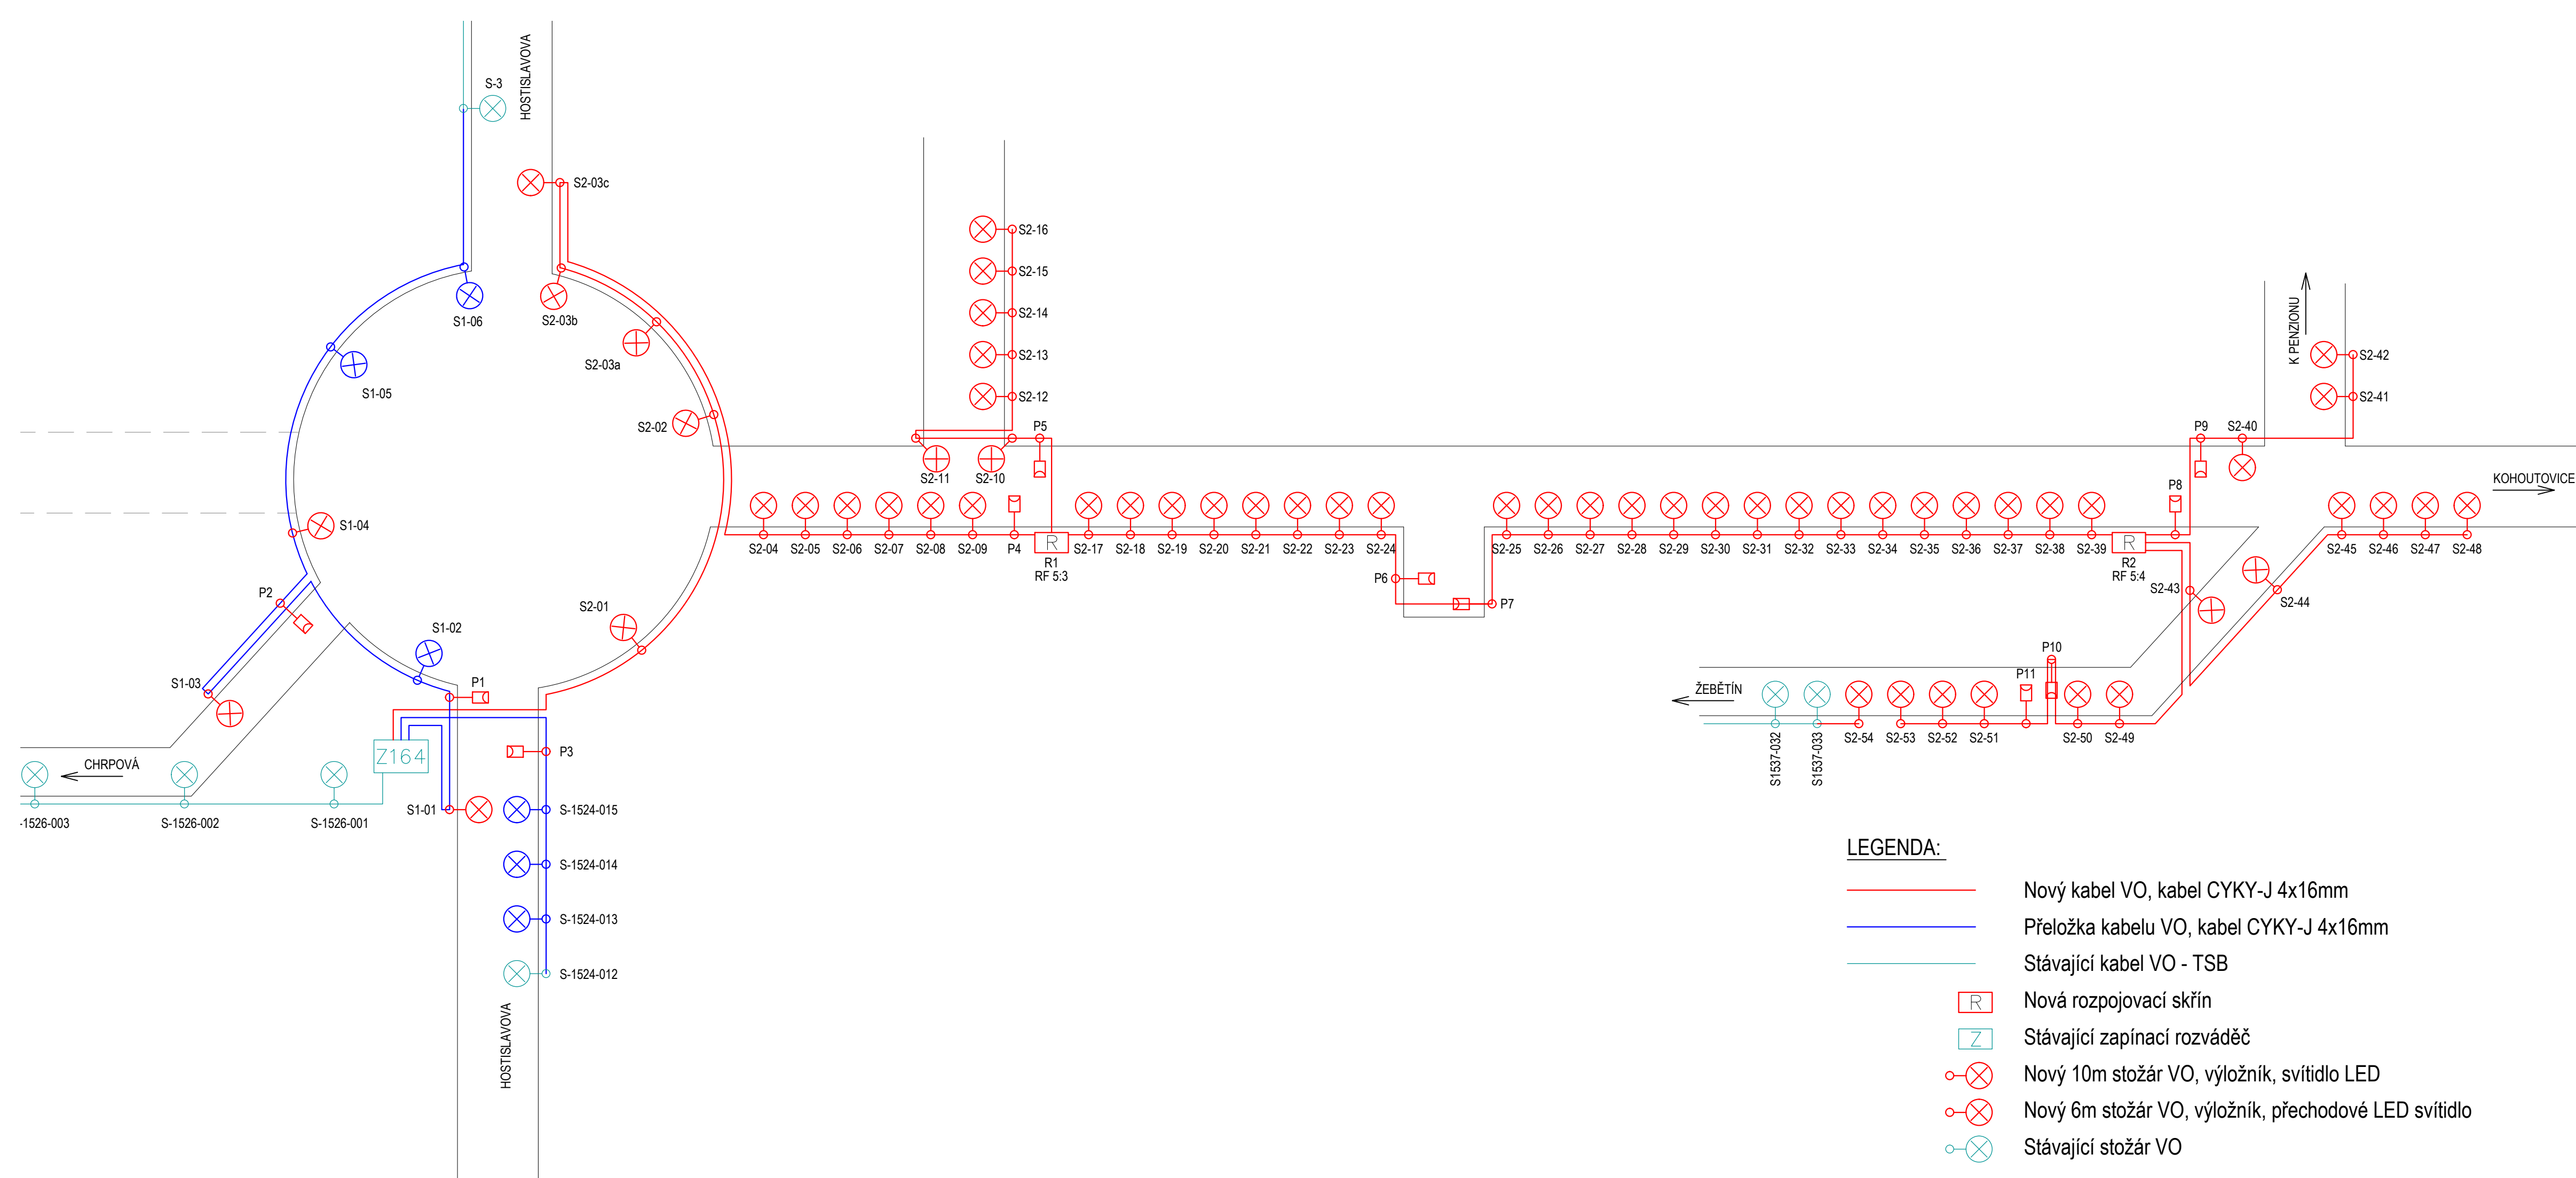 HOSTISLAVOVA
S-3
S2-03c
S2-16
S2-15
S2-14
S2-13
S2-12
S1-06
S2-03b
S2-03a
S1-05
S2-02
S1-04
P5
S2-11
S2-10
K PENZIONU
S2-42
S2-41
P9
S2-40
P8
KOHOUTOVICE
S2-04
S2-05
S2-06
S2-07
S2-08
S2-09
P4
R
R1
RF 5:3
S2-17
S2-18
S2-19
S2-20
S2-21
S2-22
S2-23
S2-24
S2-25
S2-26
S2-27
S2-28
S2-29
S2-30
S2-31
S2-32
S2-33
S2-34
S2-35
S2-36
S2-37
S2-38
S2-39
R
R2
RF 5:4
S2-45
S2-46
S2-47
S2-48
P6
P7
S2-43
S2-44
P2
S2-01
S1-02
S1-03
P1
P10
P11
ŽEBĚTÍN
S1537-032
S1537-033
S2-54
S2-53
S2-52
S2-51
S2-50
S2-49
Z164
P3
CHRPOVÁ
-1526-003
S-1526-002
S-1526-001
S1-01
S-1524-015
S-1524-014
S-1524-013
S-1524-012
HOSTISLAVOVA
LEGENDA:
Nový kabel VO, kabel CYKY-J 4x16mm
Přeložka kabelu VO, kabel CYKY-J 4x16mm
Stávající kabel VO - TSB
R Nová rozpojovací skřín
Z Stávající zapínací rozváděč
Nový 10m stožár VO, výložník, svítidlo LED
Nový 6m stožár VO, výložník, přechodové LED svítidlo
Stávající stožár VO